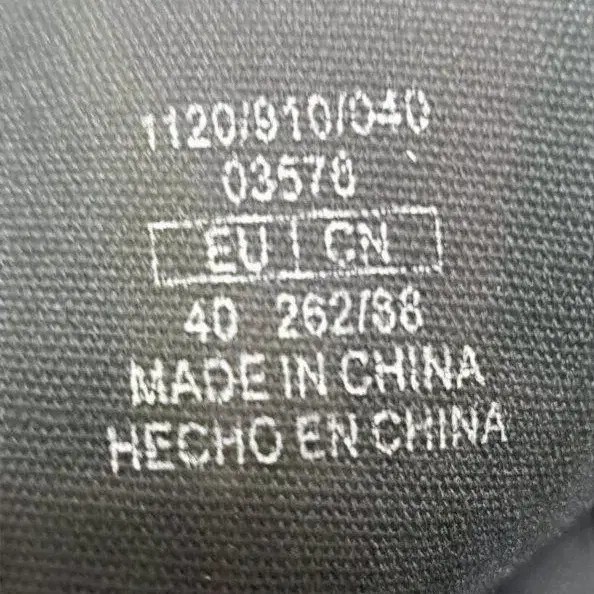 1120/910/040
03570
EU | CN
40 262/88
MADE IN CHINA
HECHO EN CHINA